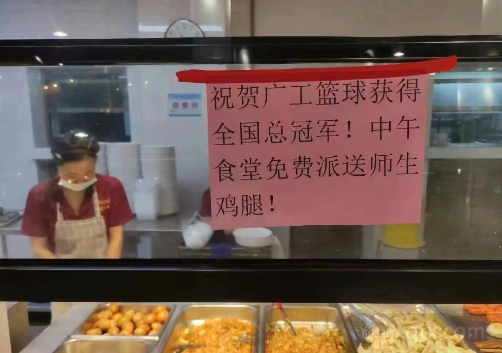 祝贺广工篮球获得
全国总冠军！中午
食堂免费派送师生
鸡腿！